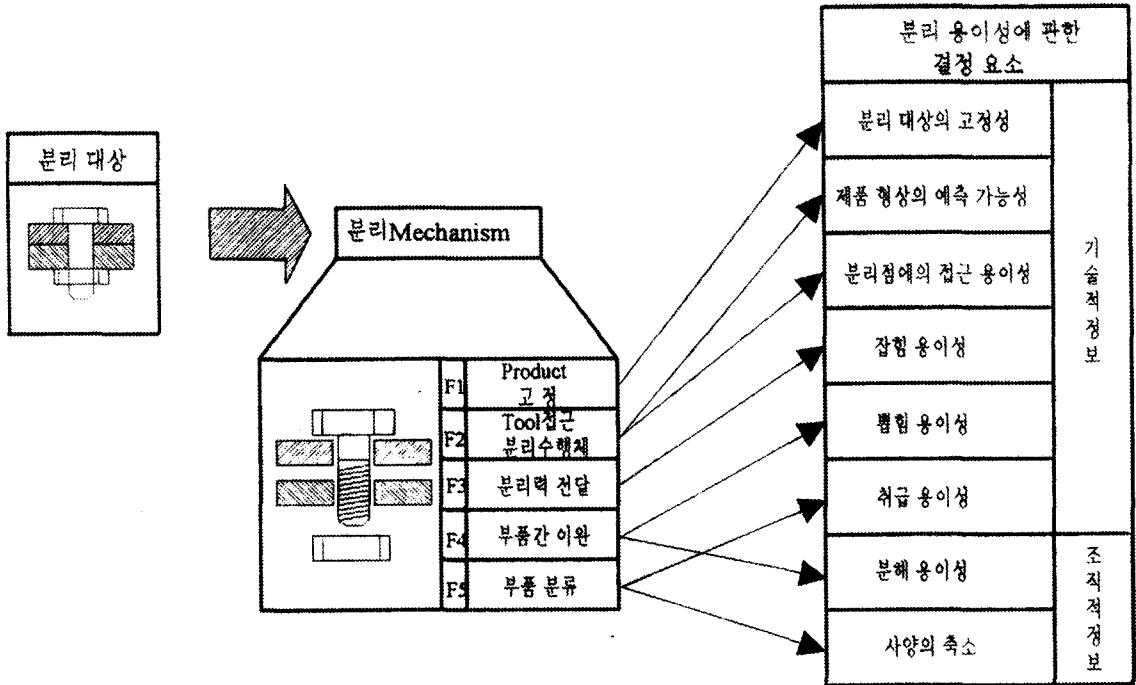 분리 대상
분리Mechanism
F1
Product
고 정
F2
Tool접근
분리수행체
F3
분리력 전달
F4
부품간 이완
F5
부품 분류
분리 용이성에 관한
결정 요소
분리 대상의 고정성
제품 형상의 예측 가능성
분리점에의 접근 용이성
잡힘 용이성
뽑힘 용이성
취급 용이성
분해 용이성
사양의 축소
기술적정보
조직적정보